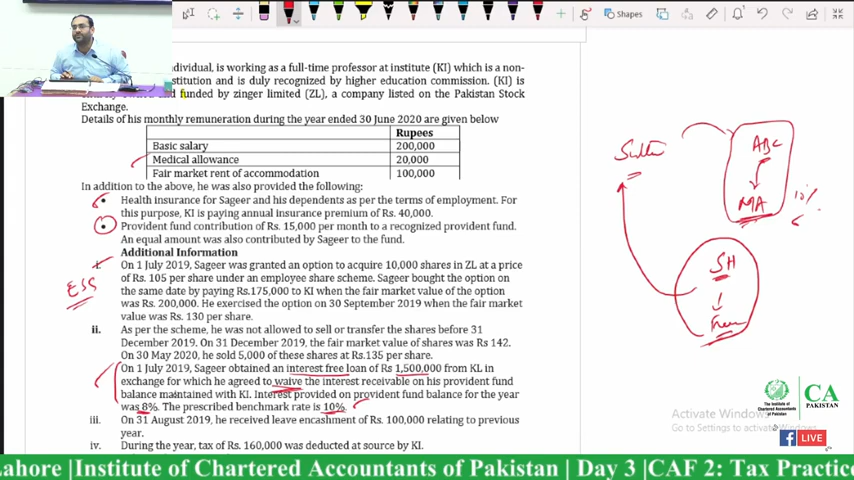 Shapes
individual, is working as a full-time professor at institute (KI) which is a non-
stitution and is duly recognized by higher education commission. (KI) is
funded by zinger limited (ZL), a company listed on the Pakistan Stock
Exchange.
Details of his monthly remuneration during the year ended 30 June 2020 are given below
Rupees
Basic salary 200,000
Medical allowance 20,000
Fair market rent of accommodation 100,000
In addition to the above, he was also provided the following:
• Health insurance for Sageer and his dependents as per the terms of employment. For
this purpose, KI is paying annual insurance premium of Rs. 40,000.
• Provident fund contribution of Rs. 15,000 per month to a recognized provident fund.
An equal amount was also contributed by Sageer to the fund.
Additional Information
i. On 1 July 2019, Sageer was granted an option to acquire 10,000 shares in ZL at a price
of Rs. 105 per share under an employee share scheme. Sageer bought the option on
the same date by paying Rs.175,000 to KI when the fair market value of the option
was Rs. 200,000. He exercised the option on 30 September 2019 when the fair market
value was Rs. 130 per share.
ii. As per the scheme, he was not allowed to sell or transfer the shares before 31
December 2019. On 31 December 2019, the fair market value of shares was Rs 142.
On 30 May 2020, he sold 5,000 of these shares at Rs.135 per share.
On 1 July 2019, Sageer obtained an interest free loan of Rs 1,500,000 from KL in
exchange for which he agreed to waive the interest receivable on his provident fund
balance maintained with KI. Interest provided on provident fund balance for the year
was 8%. The prescribed benchmark rate is 10%.
iii. On 31 August 2019, he received leave encashment of Rs. 100,000 relating to previous
year.
iv. During the year, tax of Rs. 160,000 was deducted at source by KI.
ESS
ABC
MA
10%
SH
The Institute of
Chartered Accountants
of Pakistan
CA
PAKISTAN
Activate Windows
Go to Settings to activate Windows
LIVE
Lahore |Institute of Chartered Accountants of Pakistan | Day 3 |CAF 2: Tax Practice